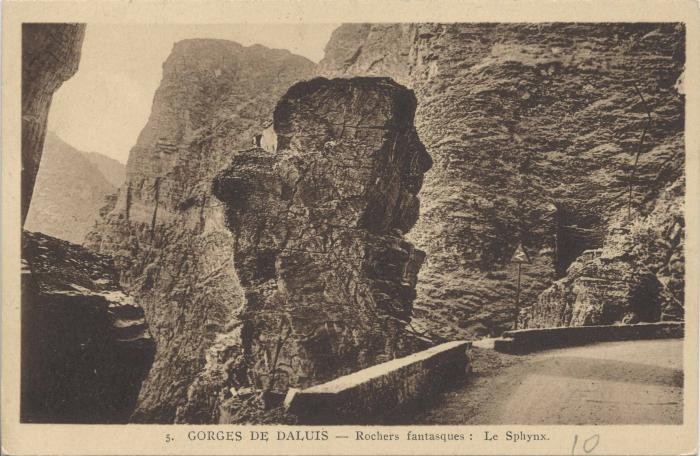 5. GORGES DE DALUIS — Rochers fantasques : Le Sphynx.
10